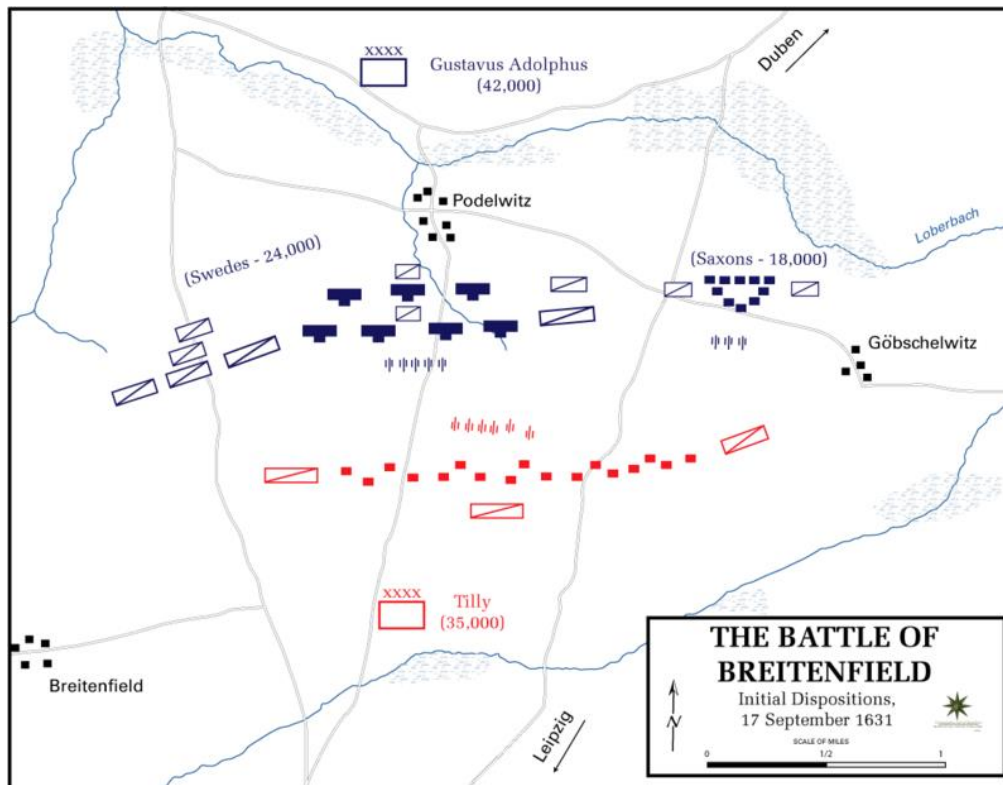 xxxx
Gustavus Adolphus
(42,000)
Duben
Podelwitz
Loberbach
(Swedes - 24,000)
(Saxons - 18,000)
Göbschelwitz
xxxx
Tilly
(35,000)
Breitenfield
Leipzig
THE BATTLE OF
BREITENFIELD
Initial Dispositions,
17 September 1631
N
SCALE OF MILES
0 1/2 1